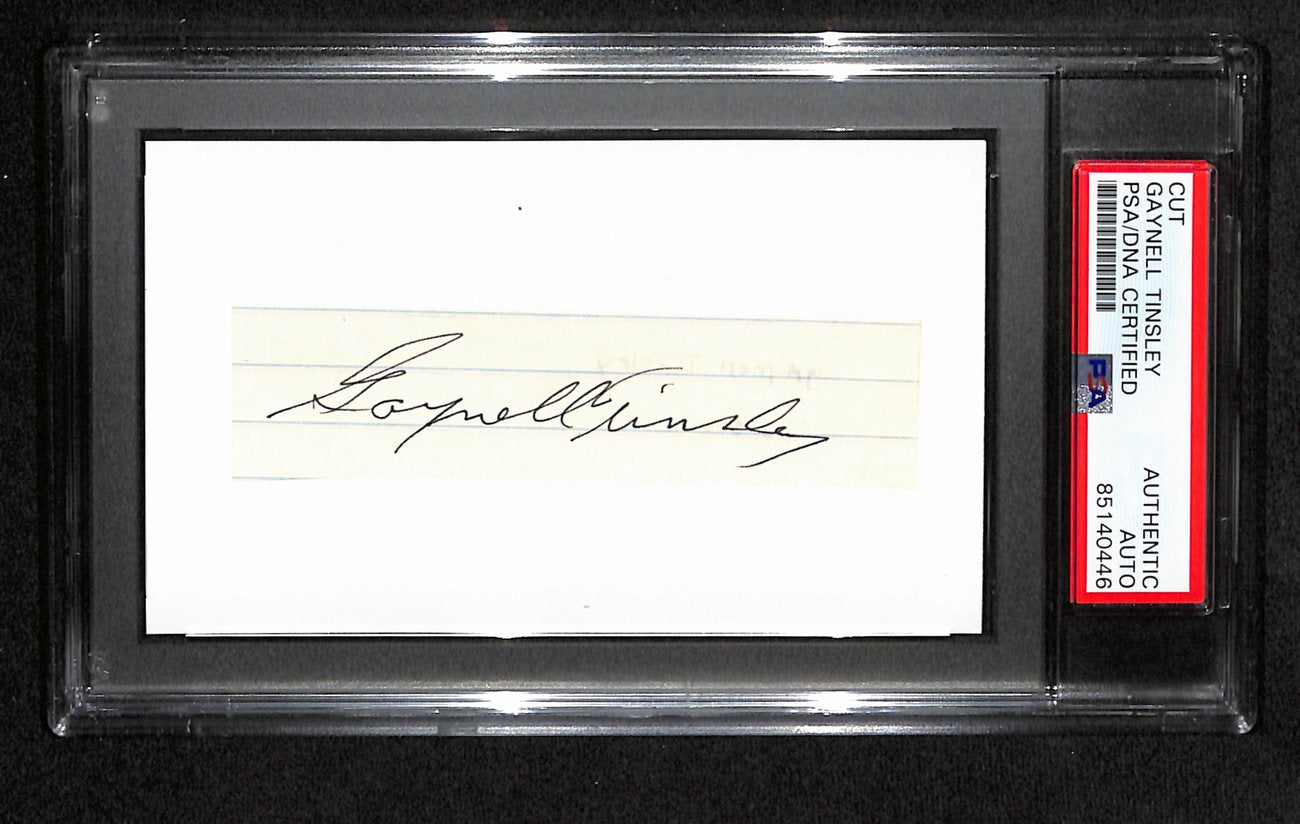 Gaynell Tinsley
CUT
GAYNELL TINSLEY
PSA/DNA CERTIFIED
PSA
AUTHENTIC
AUTO
85140446